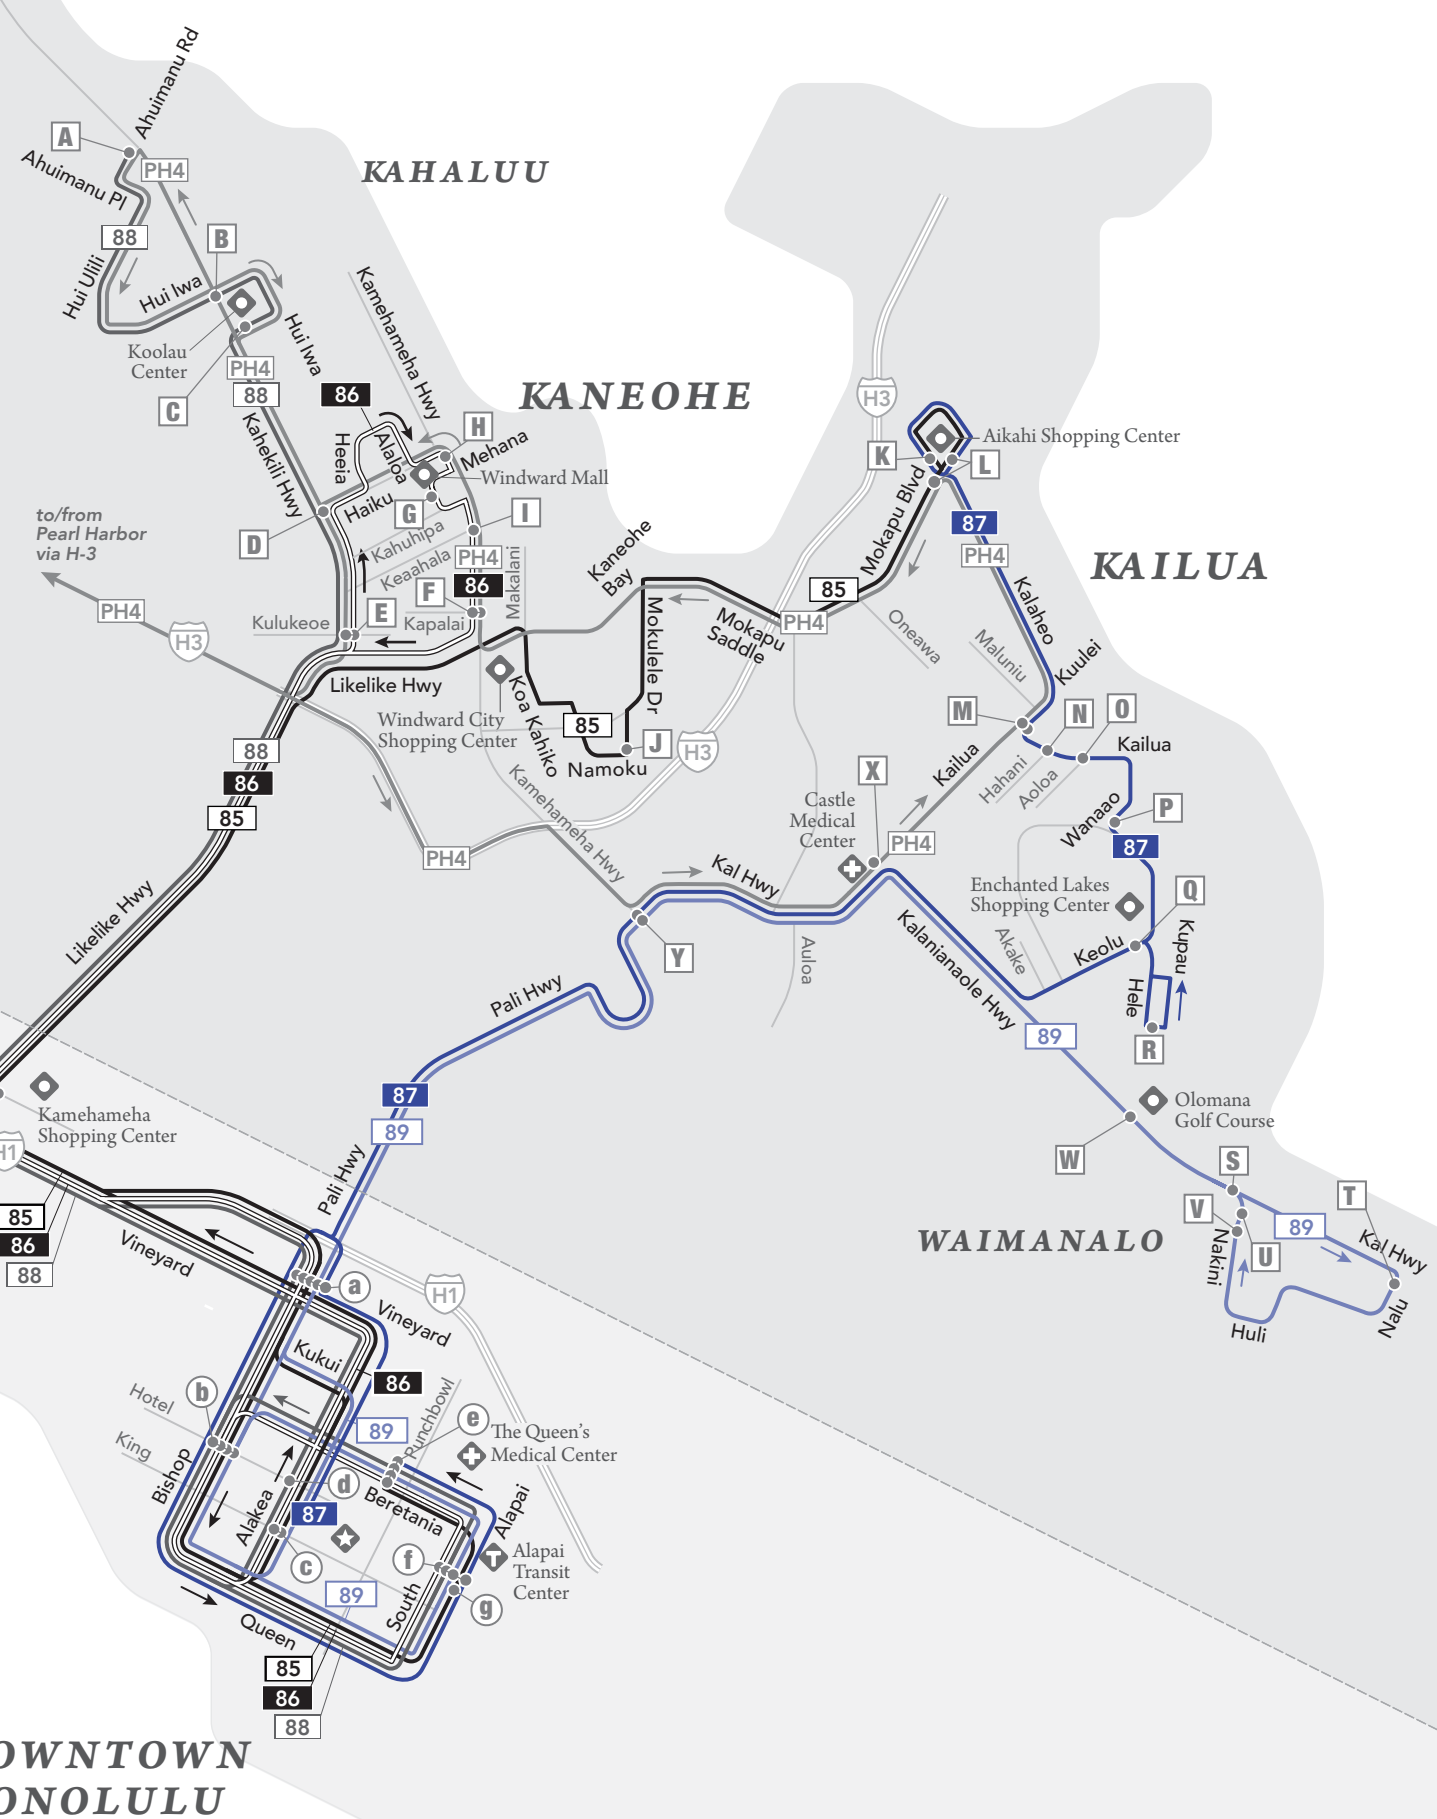 Ahuimanu Rd
A
Ahuimanu Pl
PH4
KAHALUU
88
B
Hui Ulili
Hui Iwa
Koolau
Center
Hui Iwa
Kamehameha Hwy
PH4
88
C
86
KANEOHE
H3
Kahekili Hwy
Heeia
Alaloa
H
Mehana
Windward Mall
Haiku
G
I
D
Kahuhipa
Keaahala
PH4
86
Makalani
F
E
Kulukeoe
Kapalai
to/from
Pearl Harbor
via H-3
PH4
H3
Likelike Hwy
Windward City
Shopping Center
Koa Kahiko
85
Namoku
J
Mokulele Dr
Kaneohe
Bay
Mokapu
Saddle
PH4
85
Mokapu Blvd
K
L
Aikahi Shopping Center
87
PH4
KAILUA
Kalaheo
Oneawa
Maluniu
Kuulei
M
N
O
Kailua
Kailua
Hahani
Aoloa
H3
88
86
85
PH4
Kamehameha Hwy
X
Castle
Medical
Center
PH4
Wanaao
P
87
Enchanted Lakes
Shopping Center
Q
Kal Hwy
Likelike Hwy
Y
Auloa
Kalanianaole Hwy
Akake
Keolu
Kupau
Hele
R
Pali Hwy
89
87
89
Kamehameha
Shopping Center
H1
Olomana
Golf Course
W
S
T
V
U
89
Kal Hwy
Nakini
Huli
Nalu
WAIMANALO
Pali Hwy
85
86
88
Vineyard
a
H1
Vineyard
Kukui
86
b
Hotel
King
89
Punchbowl
e
The Queen's
Medical Center
Bishop
Alakea
d
87
Beretania
Alapai
c
f
T
Alapai
Transit
Center
89
South
g
Queen
85
86
88
OWNTOWN
ONOLULU